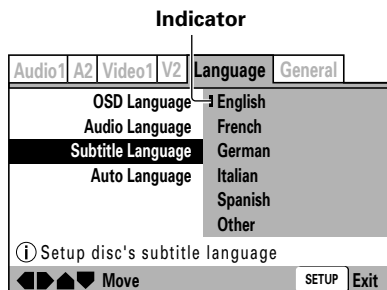 Indicator
Audio1 A2 Video1 V2 Language General
OSD Language English
Audio Language French
Subtitle Language German
Auto Language Italian
Spanish
Other
i Setup disc's subtitle language
Move SETUP Exit